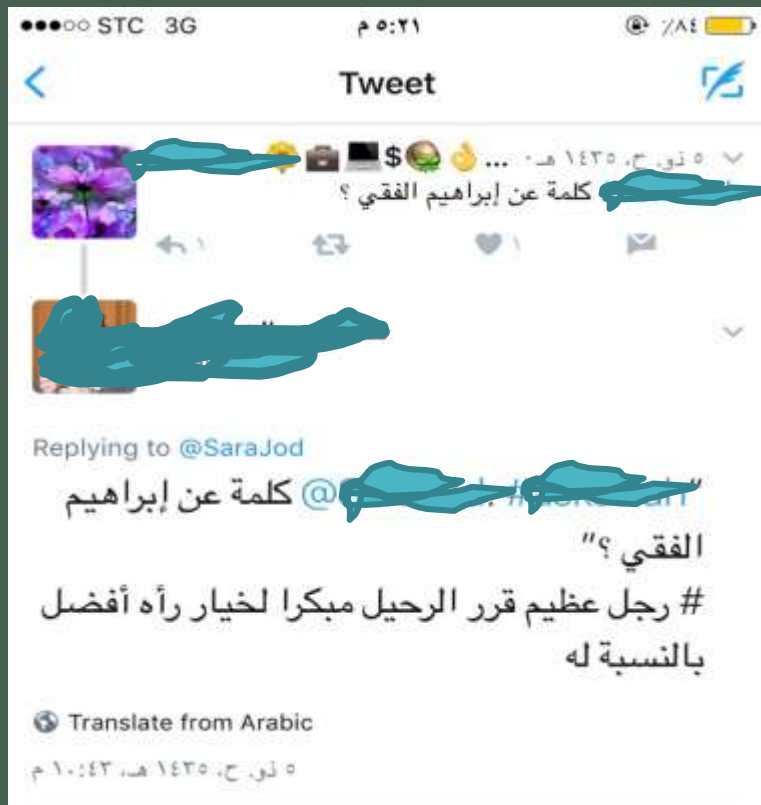 STC 3G ٥:٢١ م ٪٨٤
Tweet
... $ ٥ ذو. ح. ١٤٣٥ هـ
كلمة عن إبراهيم الفقي ؟
١ ١
Replying to @SaraJod
" @ كلمة عن إبراهيم
الفقي ؟"
# رجل عظيم قرر الرحيل مبكرا لخيار رأه أفضل
بالنسبة له
Translate from Arabic
٥ ذو. ح. ١٤٣٥ هـ، ١٠:٤٣ م